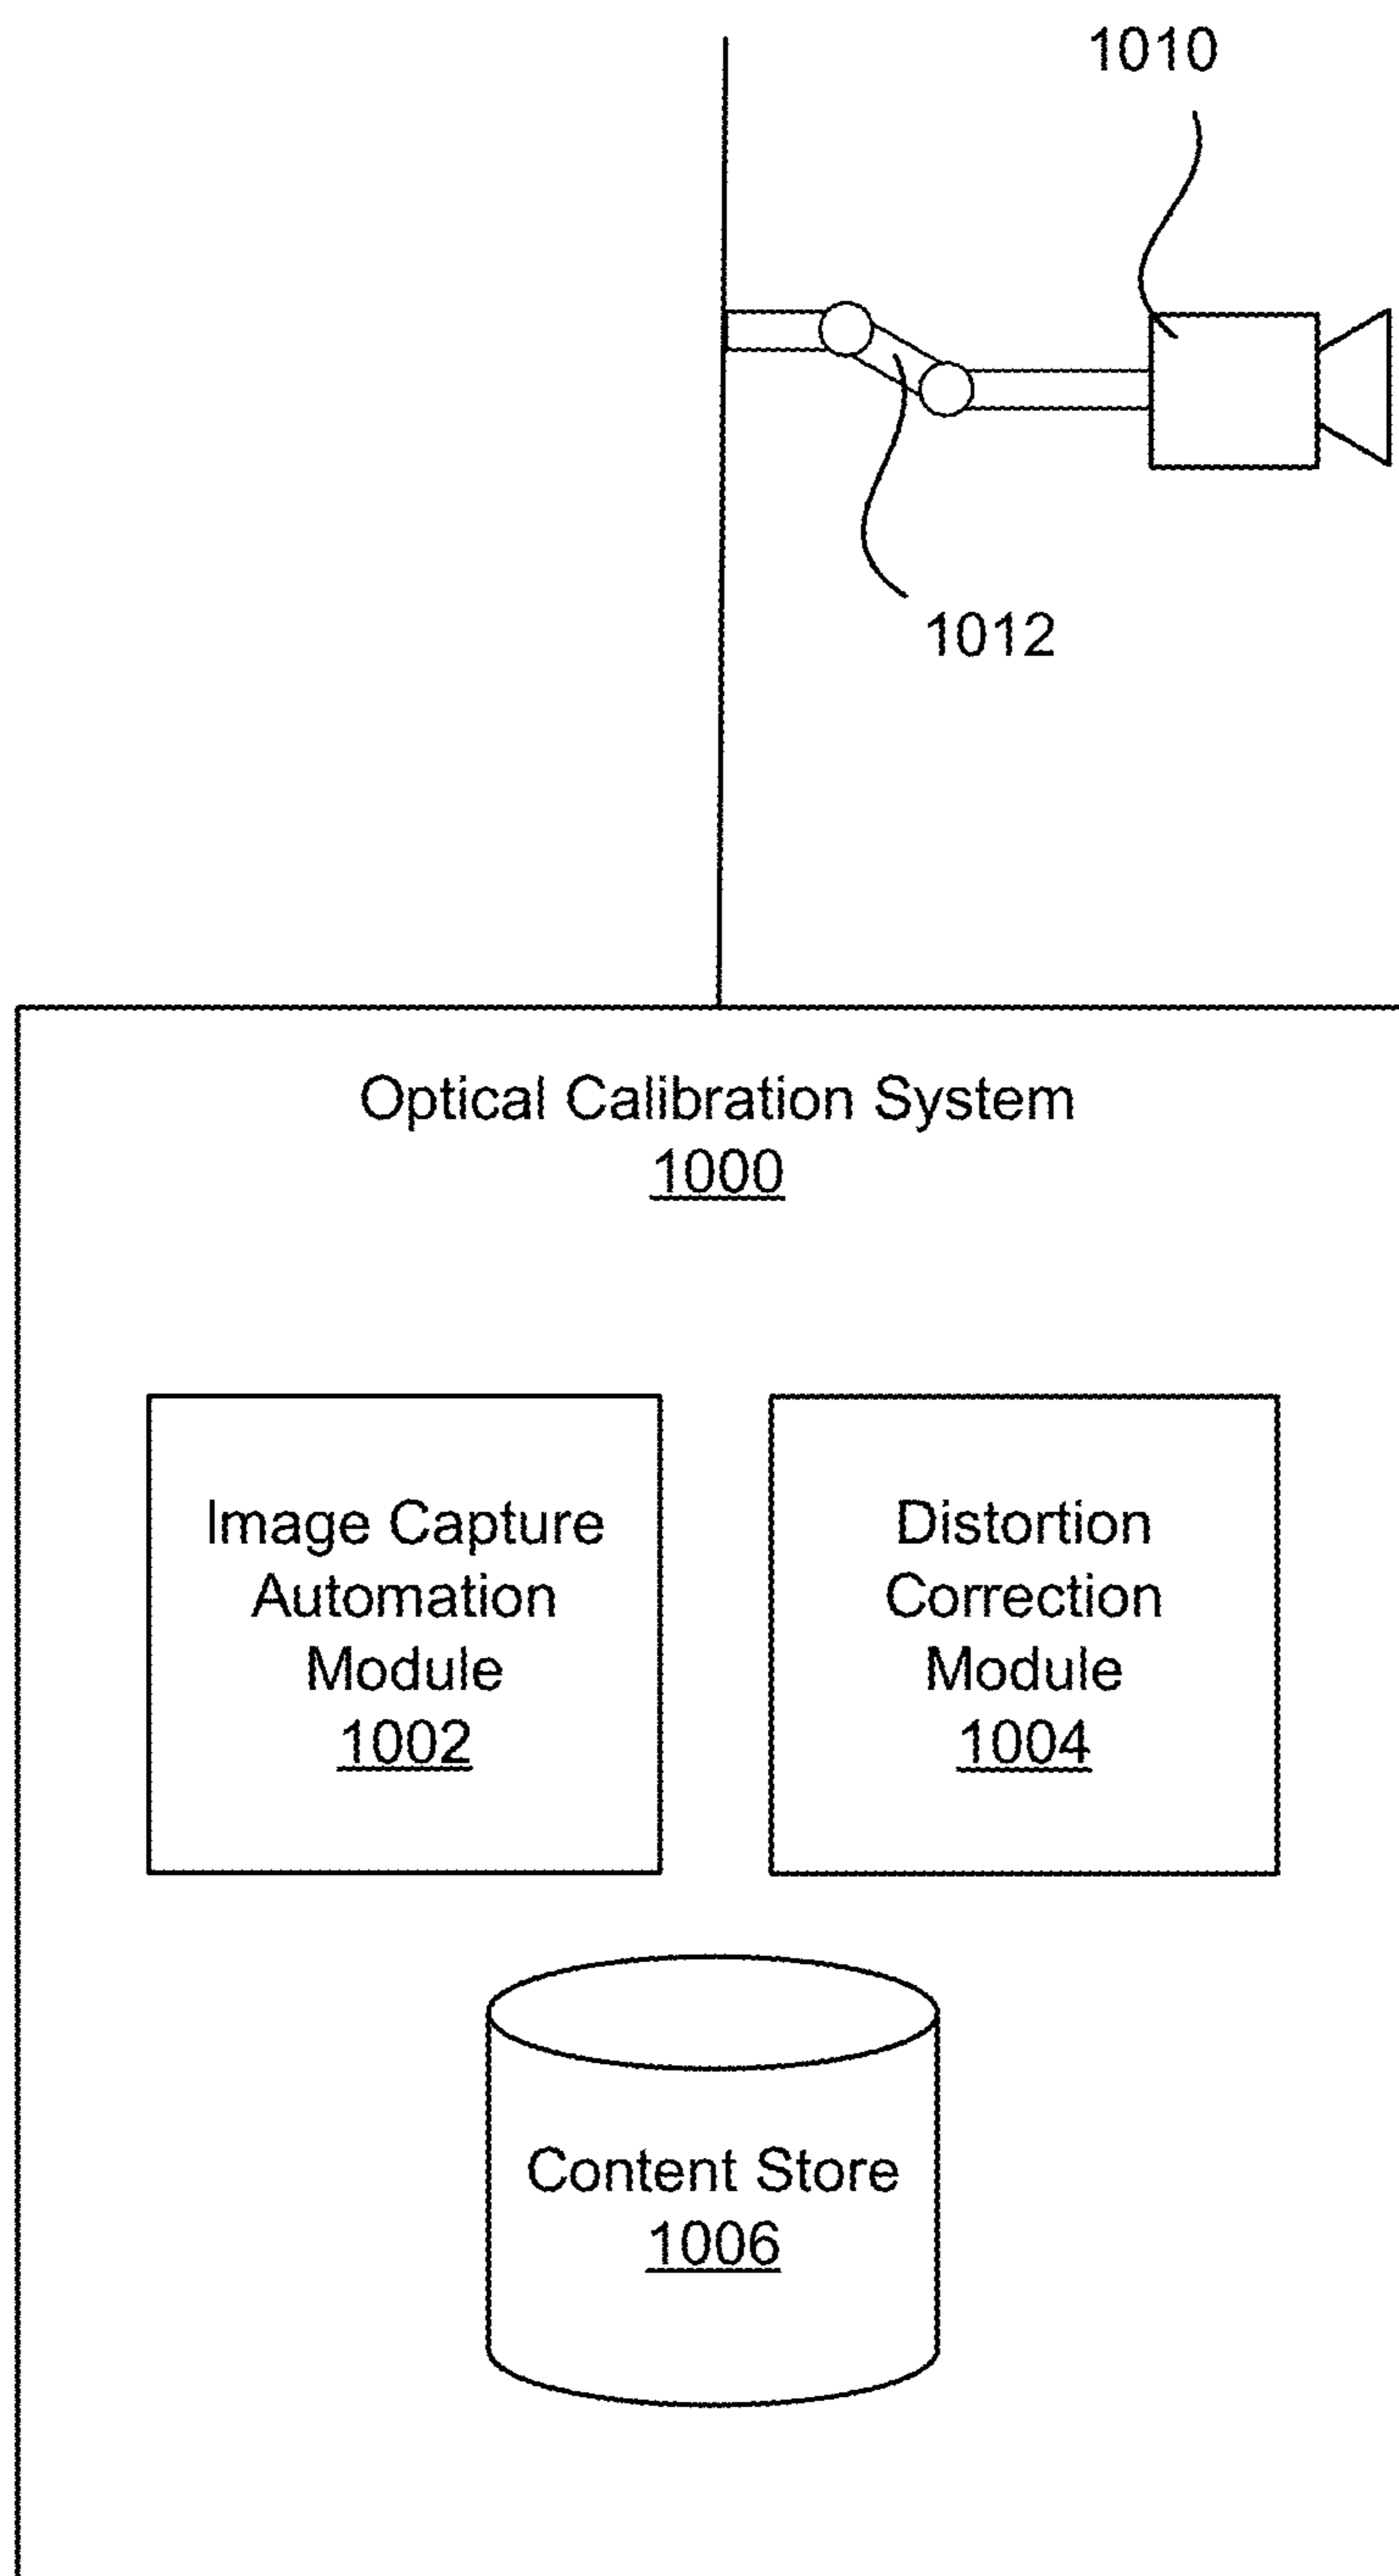 1010
1012
Optical Calibration System
1000
Image Capture
Automation
Module
1002
Distortion
Correction
Module
1004
Content Store
1006